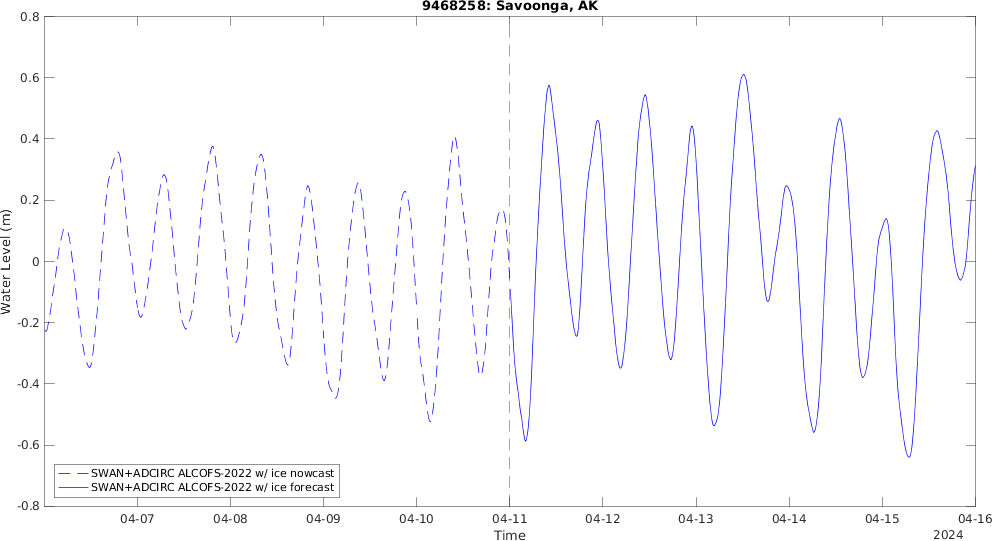 9468258: Savoonga, AK
0.8
0.6
0.4
0.2
0
-0.2
-0.4
-0.6
-0.8
Water Level (m)
SWAN+ADCIRC ALCOFS-2022 w/ ice nowcast
SWAN+ADCIRC ALCOFS-2022 w/ ice forecast
04-07 04-08 04-09 04-10 04-11 04-12 04-13 04-14 04-15 04-16
Time
2024